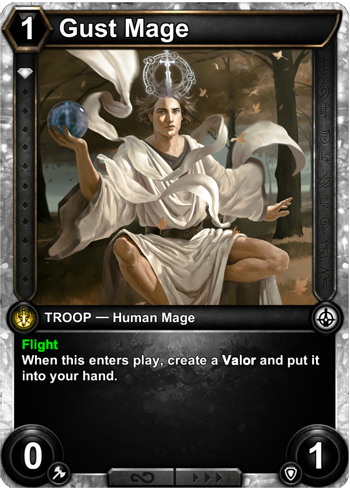 1 Gust Mage
TROOP — Human Mage
Flight
When this enters play, create a Valor and put it
into your hand.
0 1